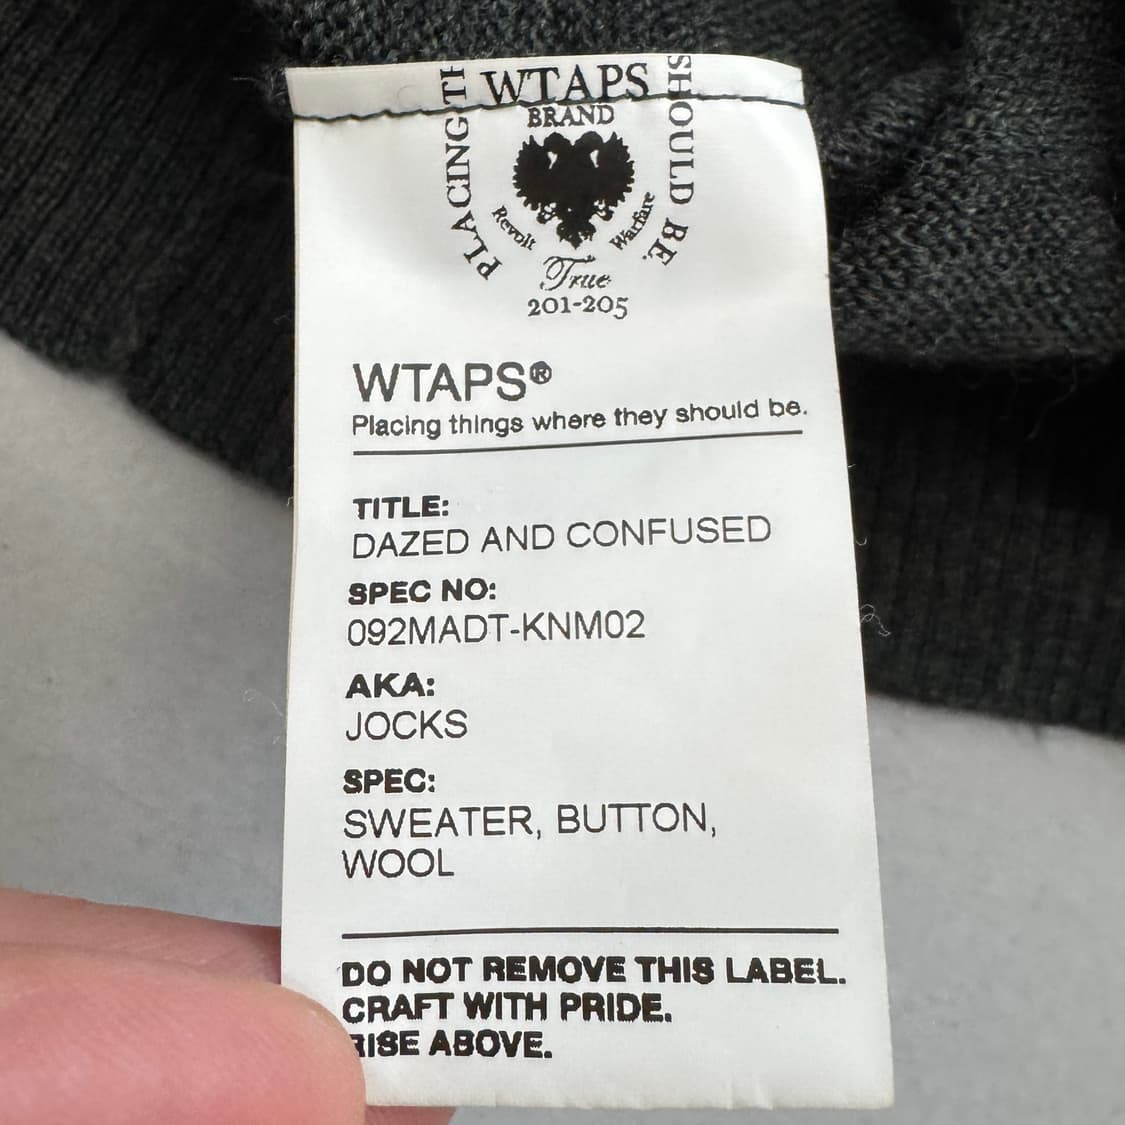 WTAPS
BRAND
PLACING TH
SHOULD BE.
Revolt
Warfare
True
201-205
WTAPS®
Placing things where they should be.
TITLE:
DAZED AND CONFUSED
SPEC NO:
092MADT-KNM02
AKA:
JOCKS
SPEC:
SWEATER, BUTTON,
WOOL
DO NOT REMOVE THIS LABEL.
CRAFT WITH PRIDE.
RISE ABOVE.